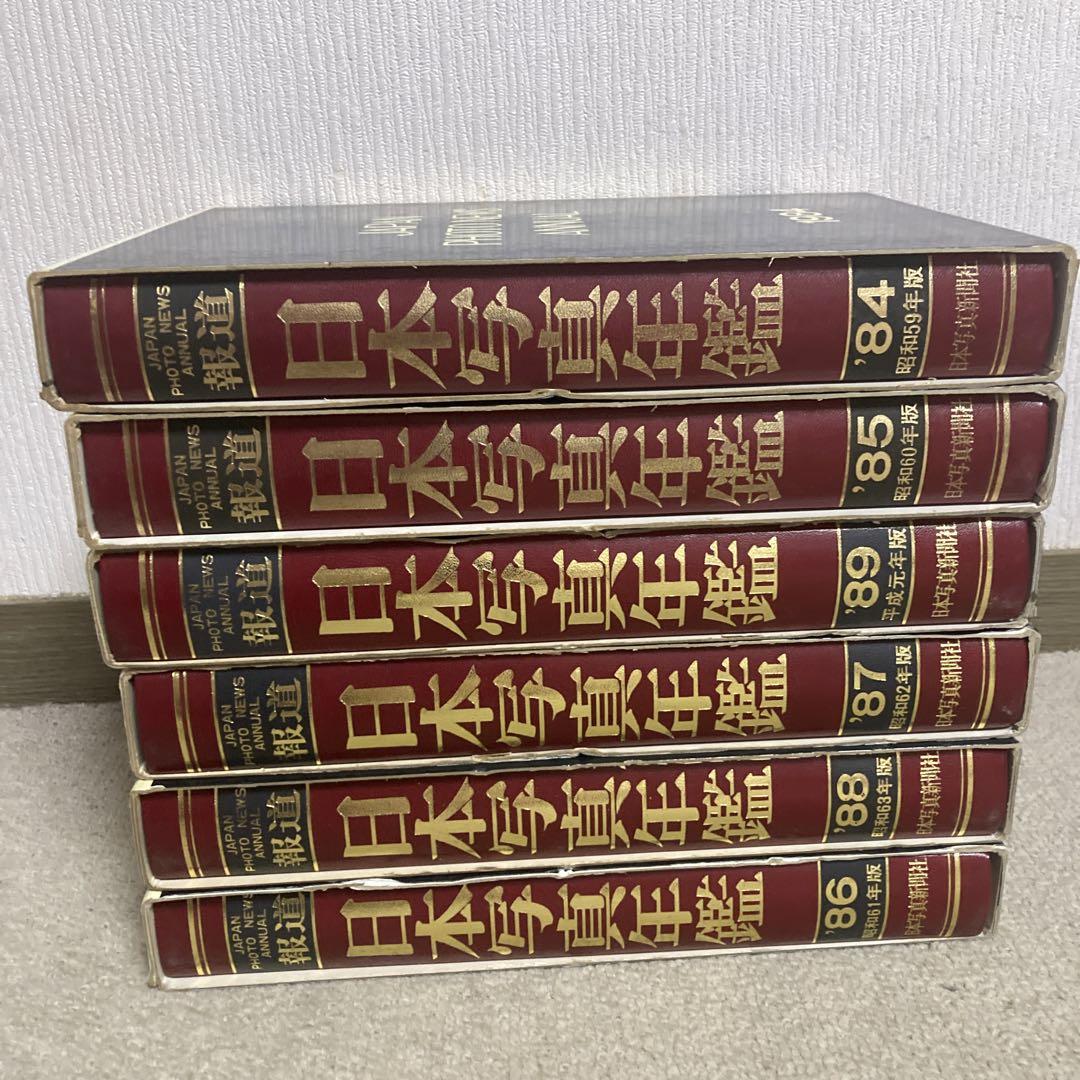 JAPAN
PHOTO NEWS
ANNUAL
1984
JAPAN
PHOTO NEWS
ANNUAL
報道
日本写真年鑑
'84
昭和59年版
日本写真新聞社
JAPAN
PHOTO NEWS
ANNUAL
報道
日本写真年鑑
'85
昭和60年版
日本写真新聞社
JAPAN
PHOTO NEWS
ANNUAL
報道
日本写真年鑑
'89
平成元年版
日本写真新聞社
JAPAN
PHOTO NEWS
ANNUAL
報道
日本写真年鑑
'87
昭和62年版
日本写真新聞社
JAPAN
PHOTO NEWS
ANNUAL
報道
日本写真年鑑
'88
昭和63年版
日本写真新聞社
JAPAN
PHOTO NEWS
ANNUAL
報道
日本写真年鑑
'86
昭和61年版
日本写真新聞社